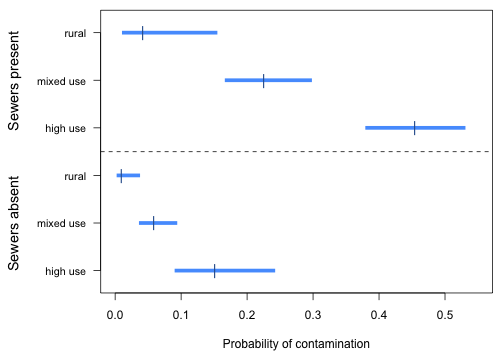 Sewers present
rural
mixed use
high use
Sewers absent
rural
mixed use
high use
0.0 0.1 0.2 0.3 0.4 0.5
Probability of contamination